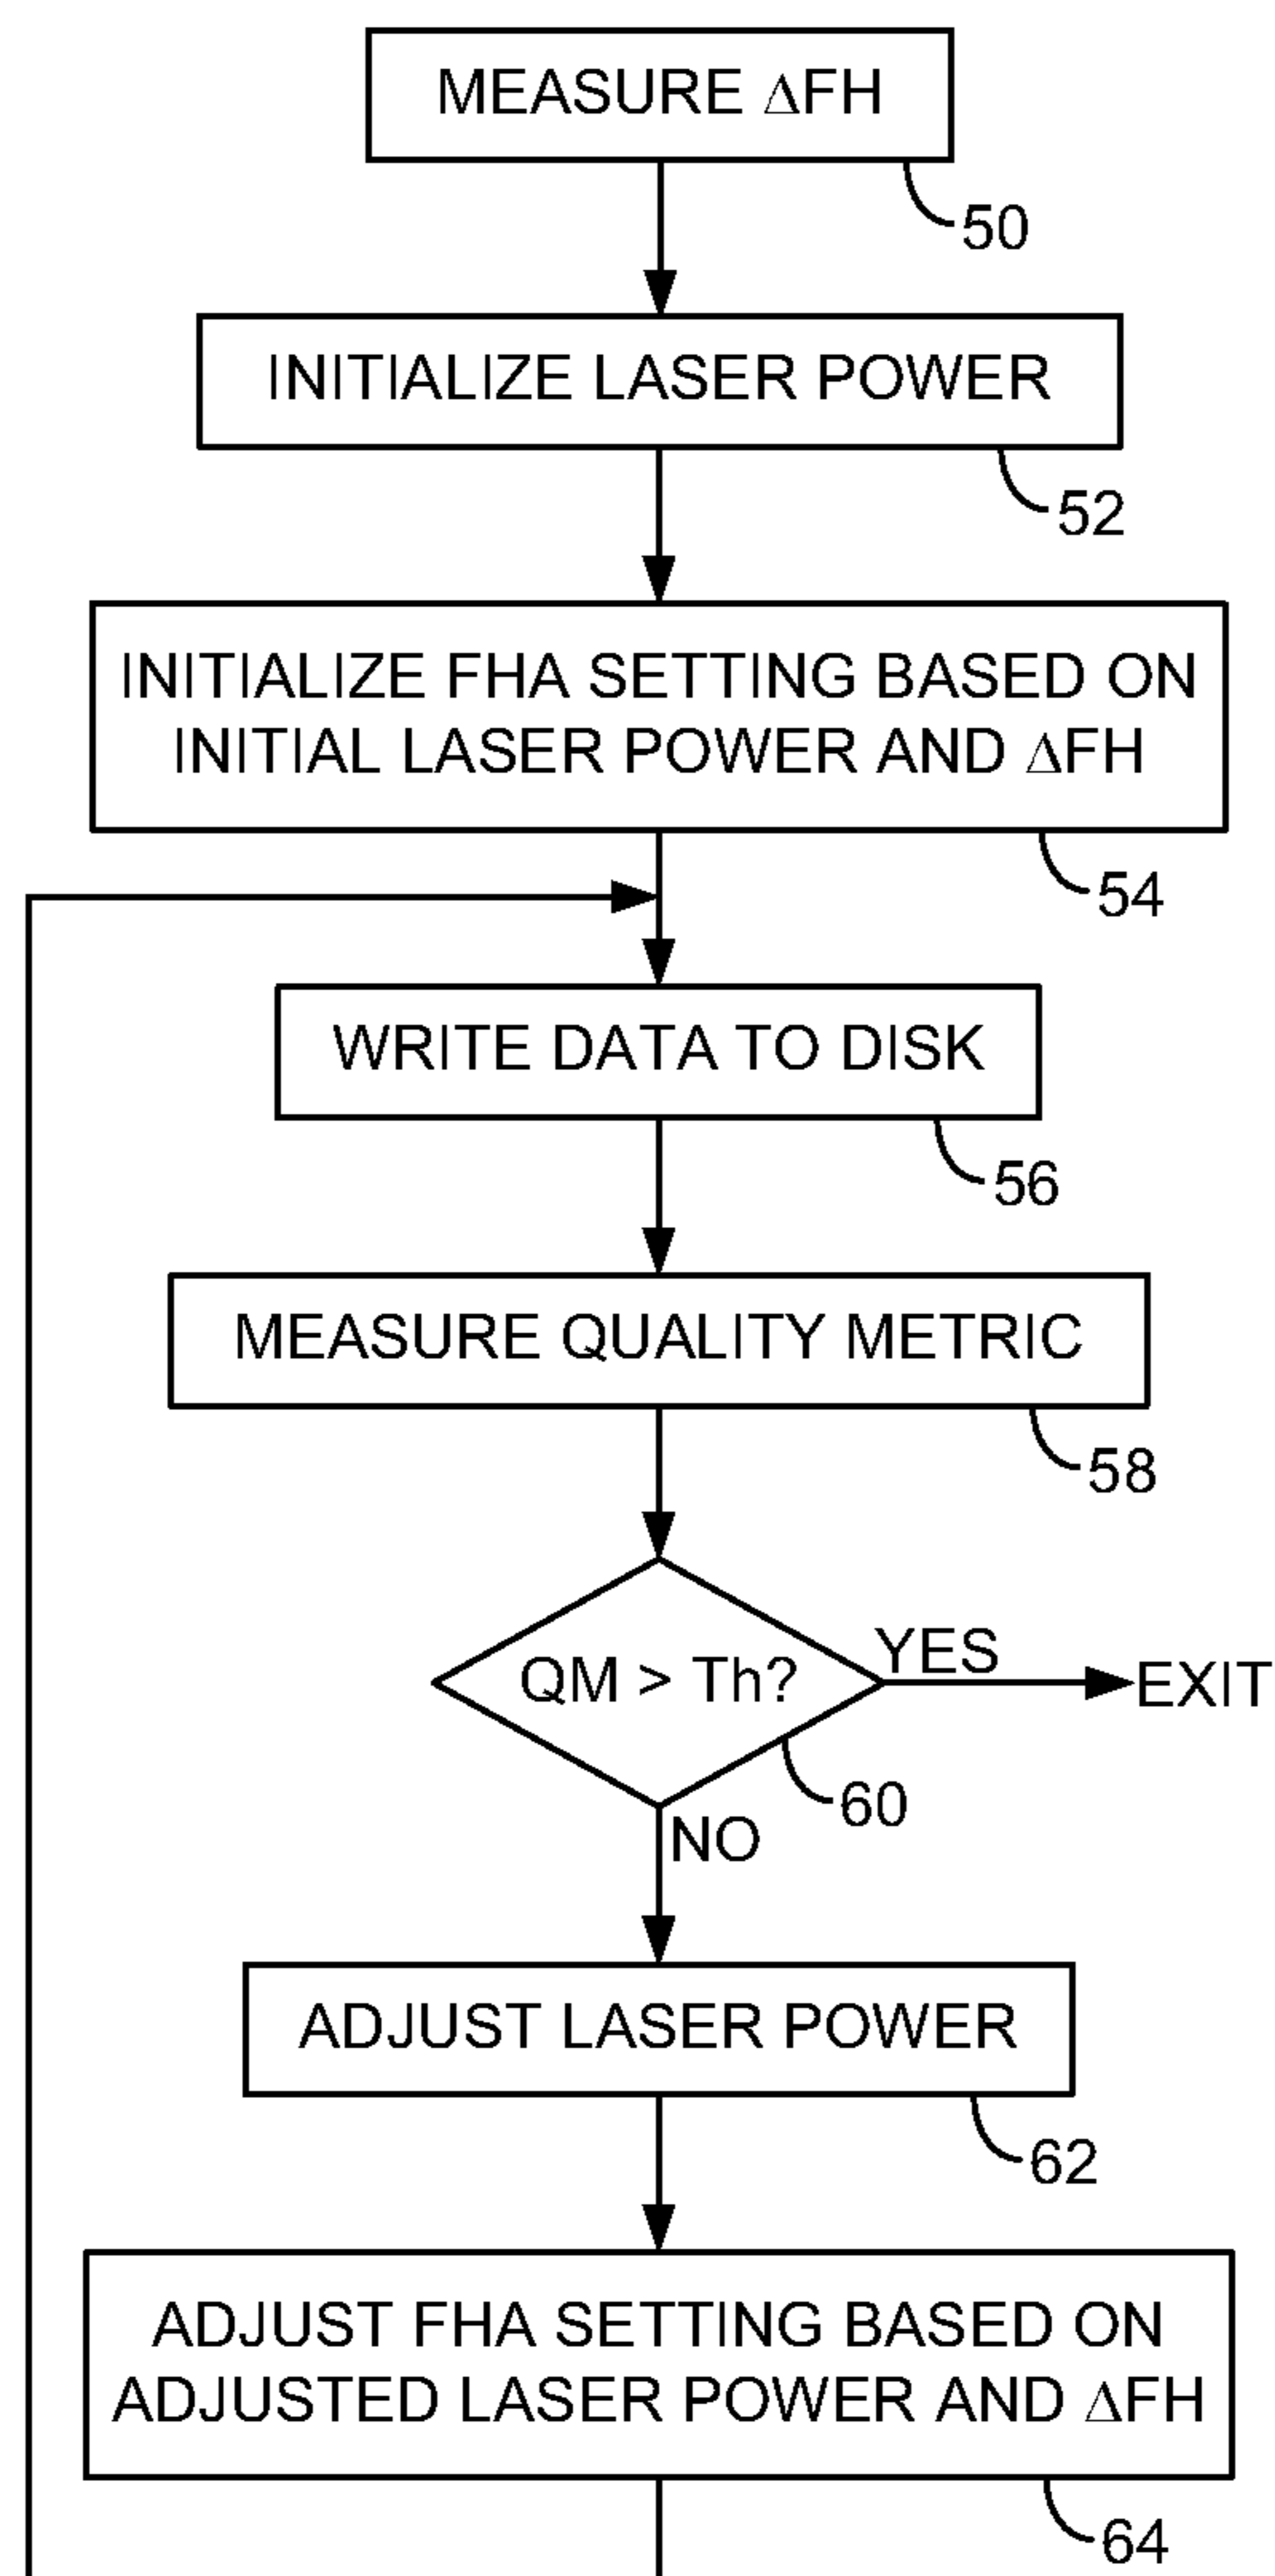 MEASURE ∆FH
50
INITIALIZE LASER POWER
52
INITIALIZE FHA SETTING BASED ON
INITIAL LASER POWER AND ∆FH
54
WRITE DATA TO DISK
56
MEASURE QUALITY METRIC
58
QM > Th?
YES
EXIT
60
NO
ADJUST LASER POWER
62
ADJUST FHA SETTING BASED ON
ADJUSTED LASER POWER AND ∆FH
64